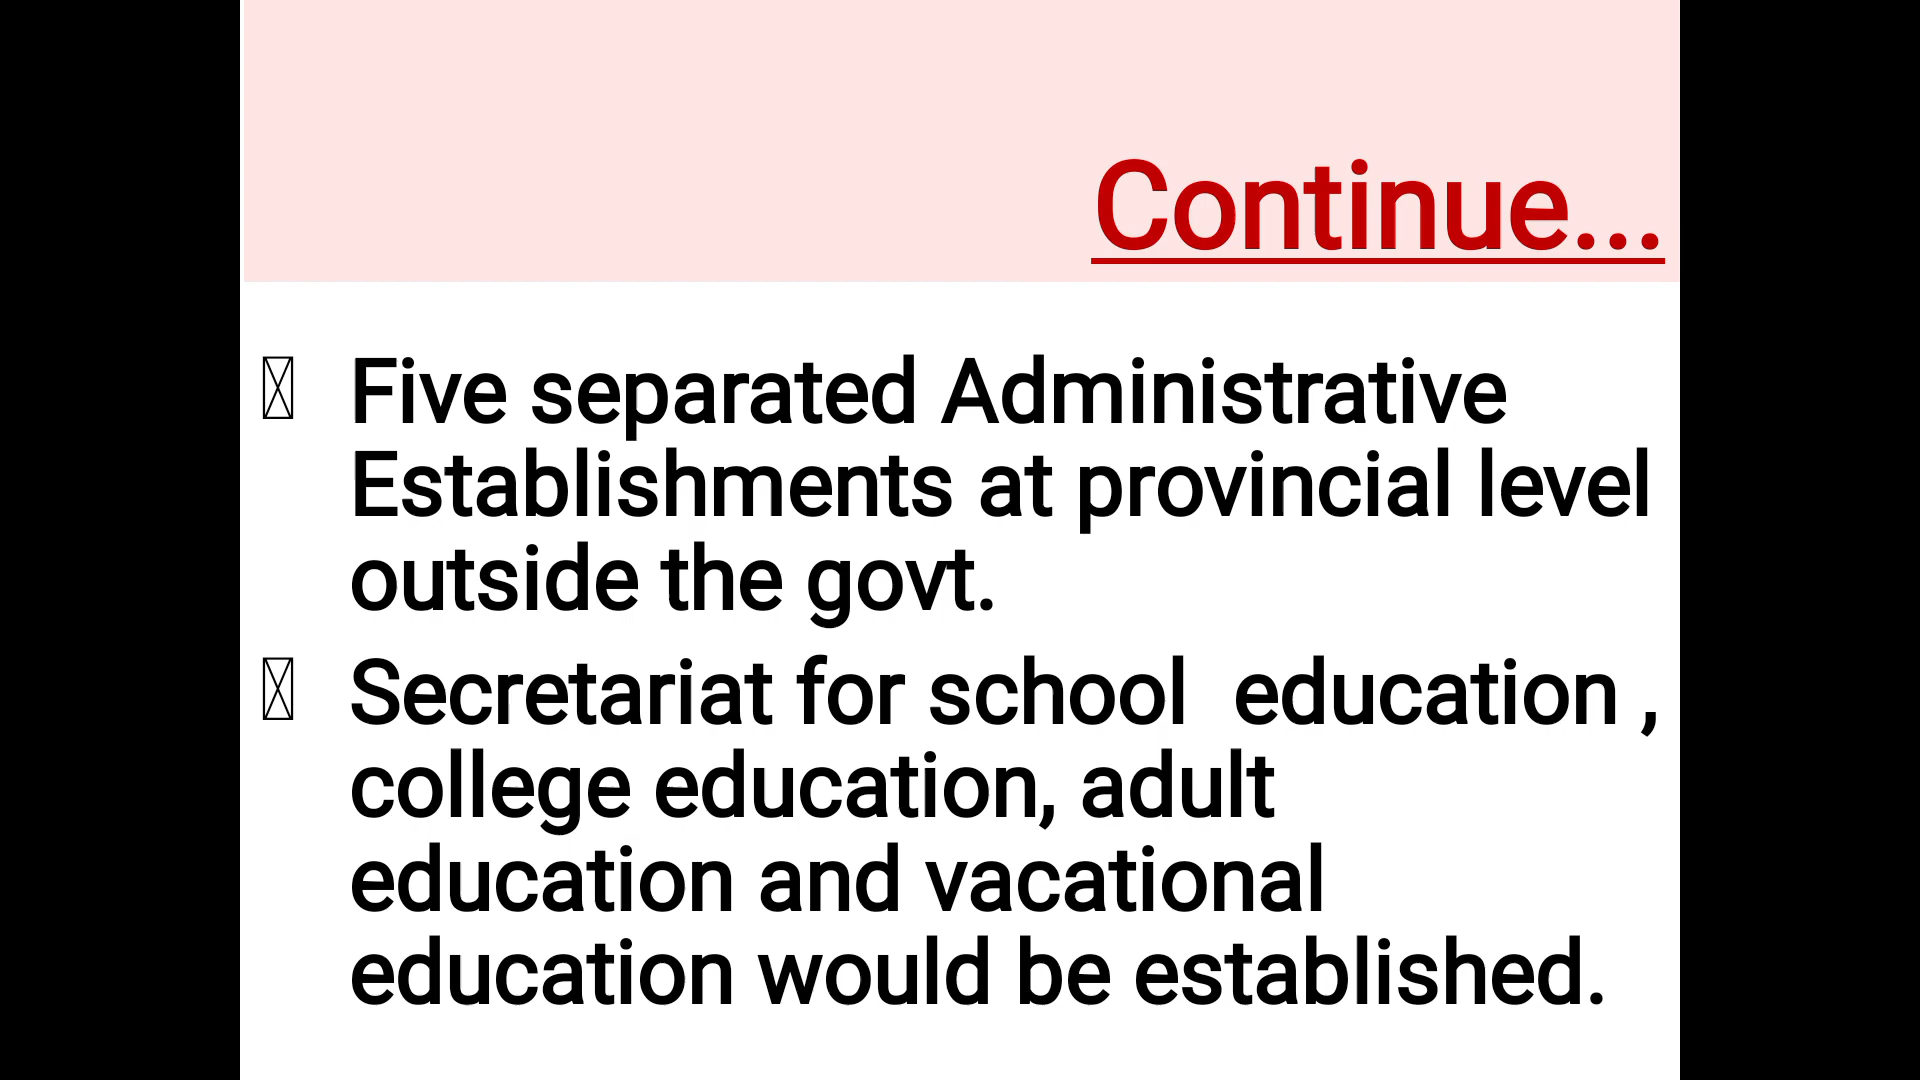 Continue...
Five separated Administrative
Establishments at provincial level
outside the govt.
Secretariat for school  education ,
college education, adult
education and vacational
education would be established.